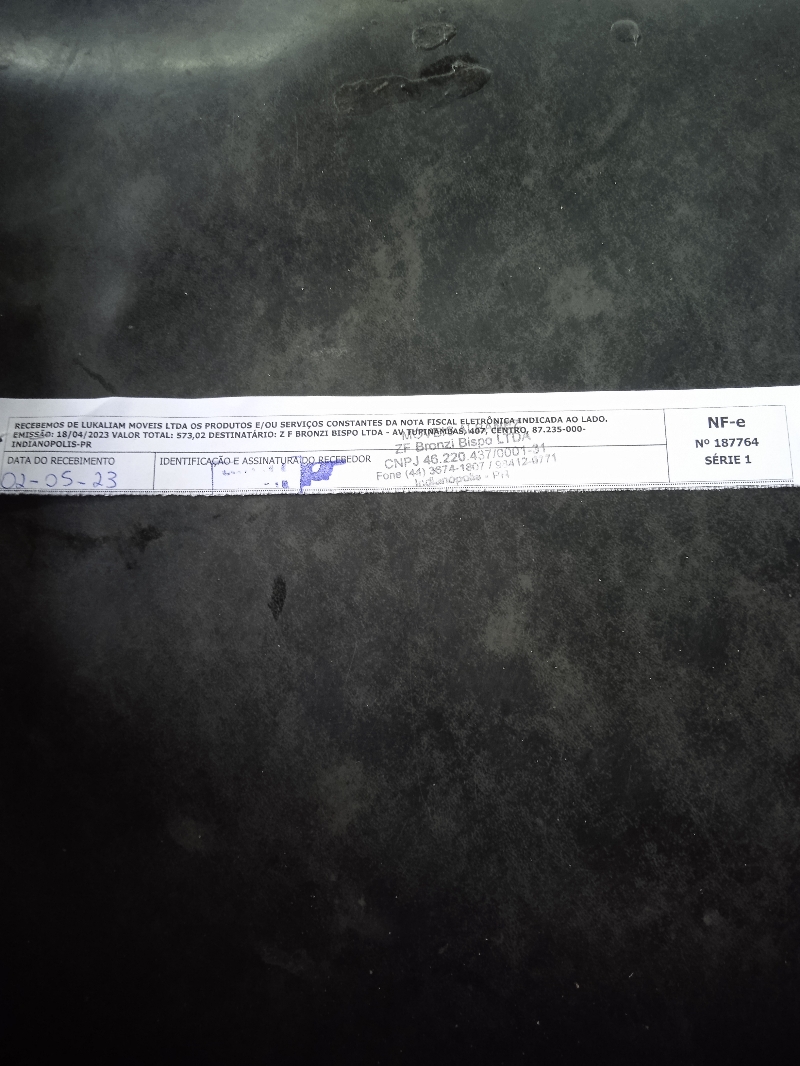 RECEBEMOS DE LUKALIAM MOVEIS LTDA OS PRODUTOS E/OU SERVIÇOS CONSTANTES DA NOTA FISCAL ELETRÔNICA INDICADA AO LADO.
EMISSÃO: 18/04/2023 VALOR TOTAL: 573,02 DESTINATÁRIO: Z F BRONZI BISPO LTDA - AV TUPINAMBAS, 407, CENTRO, 87.235-000-
INDIANOPOLIS-PR
DATA DO RECEBIMENTO
02-05-23
IDENTIFICAÇÃO E ASSINATURA DO RECEBEDOR
ZF Bronzi Bispo LTDA
CNPJ 46.220.437/0001-31
Fone (44) 3674-1807 /
Indianopolis - PR
NF-e
Nº 187764
SÉRIE 1